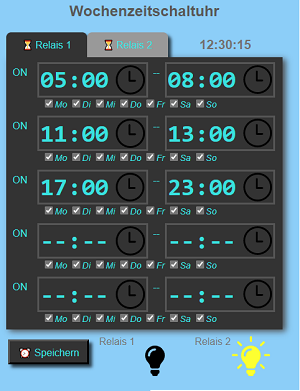 Wochenzeitschaltuhr
Relais 1 Relais 2 12:30:15
ON 05:00 -- 08:00
Mo Di Mi Do Fr Sa So
ON 11:00 -- 13:00
Mo Di Mi Do Fr Sa So
ON 17:00 -- 23:00
Mo Di Mi Do Fr Sa So
ON --:-- -- --:--
Mo Di Mi Do Fr Sa So
ON --:-- -- --:--
Mo Di Mi Do Fr Sa So
Speichern Relais 1 Relais 2